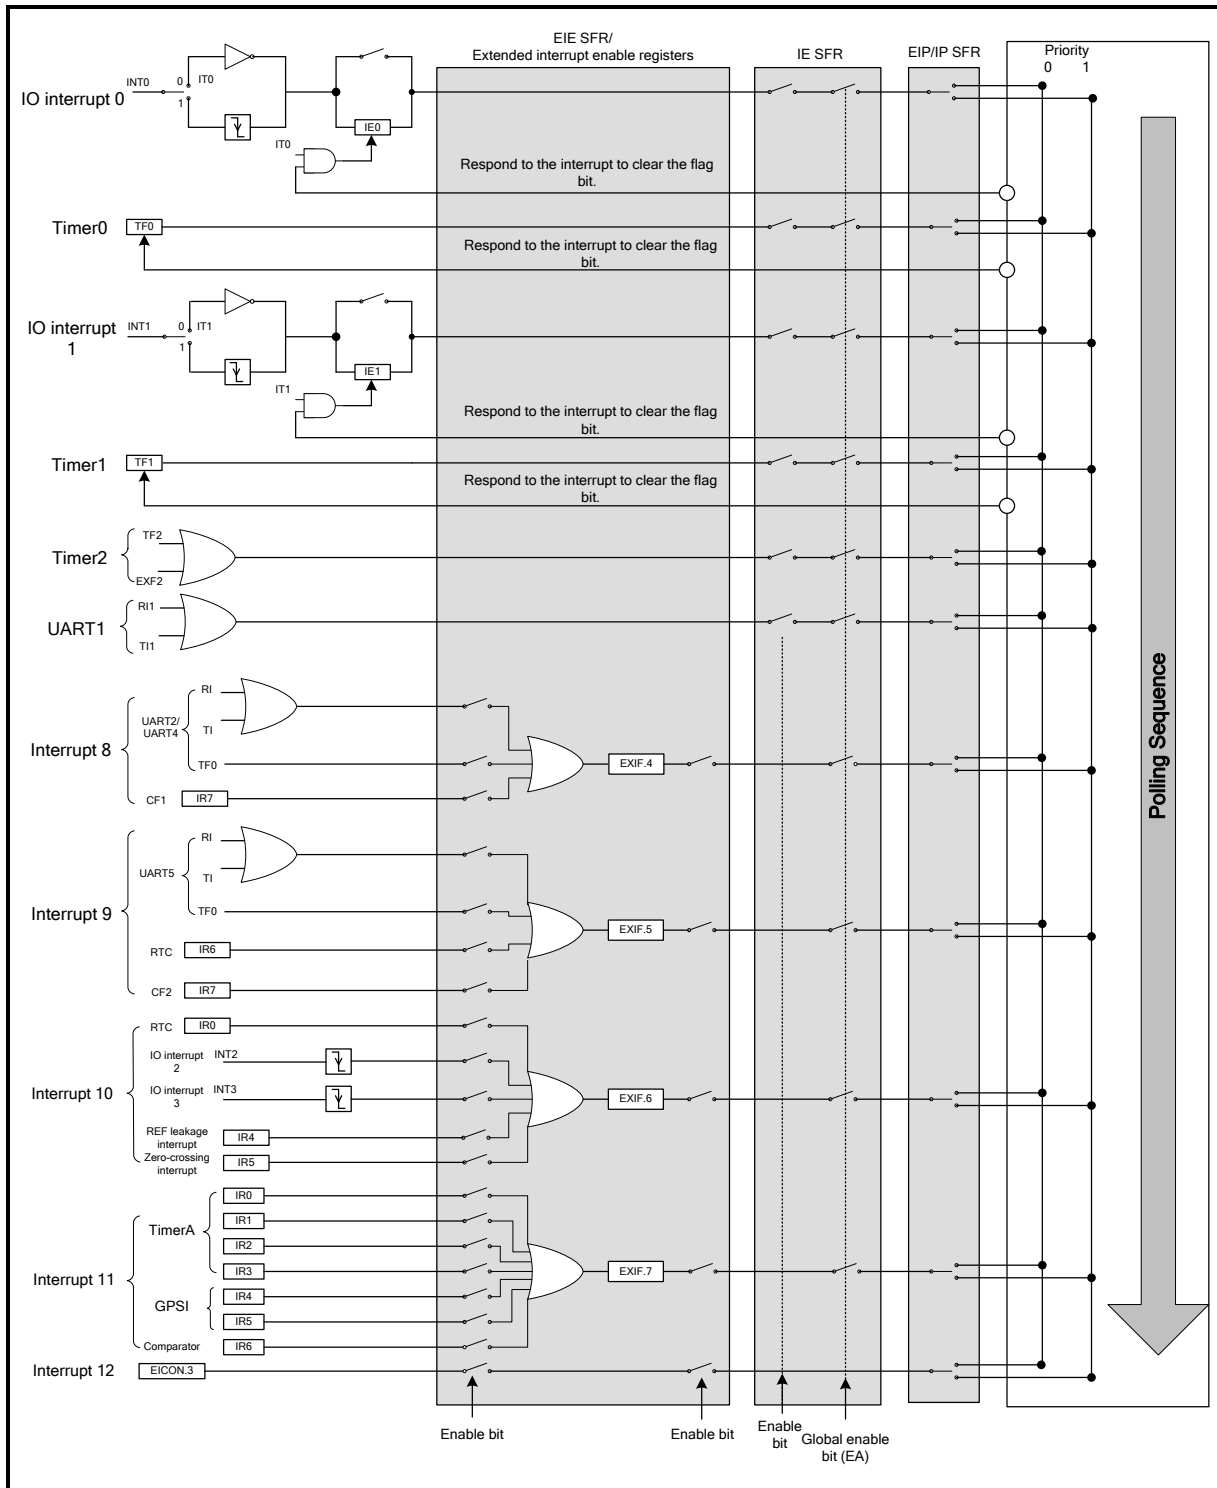 EIE SFR/
Extended interrupt enable registers
IE SFR
EIP/IP SFR
Priority
0 1
IO interrupt 0
INT0
0
IT0
1
IE0
IT0
Respond to the interrupt to clear the flag
bit.
Timer0
TF0
Respond to the interrupt to clear the flag
bit.
IO interrupt
1
INT1
0
IT1
1
IE1
IT1
Respond to the interrupt to clear the flag
bit.
Timer1
TF1
Respond to the interrupt to clear the flag
bit.
Timer2
TF2
EXF2
UART1
RI1
TI1
Interrupt 8
UART2/
UART4
RI
TI
TF0
CF1
IR7
EXIF.4
Interrupt 9
UART5
RI
TI
TF0
RTC
IR6
CF2
IR7
EXIF.5
Interrupt 10
RTC
IR0
IO interrupt
2
INT2
IO interrupt
3
INT3
REF leakage
interrupt
IR4
Zero-crossing
interrupt
IR5
EXIF.6
Interrupt 11
TimerA
IR0
IR1
IR2
IR3
GPSI
IR4
IR5
Comparator
IR6
EXIF.7
Interrupt 12
EICON.3
Enable bit
Enable bit
Enable
bit
Global enable
bit (EA)
Polling Sequence